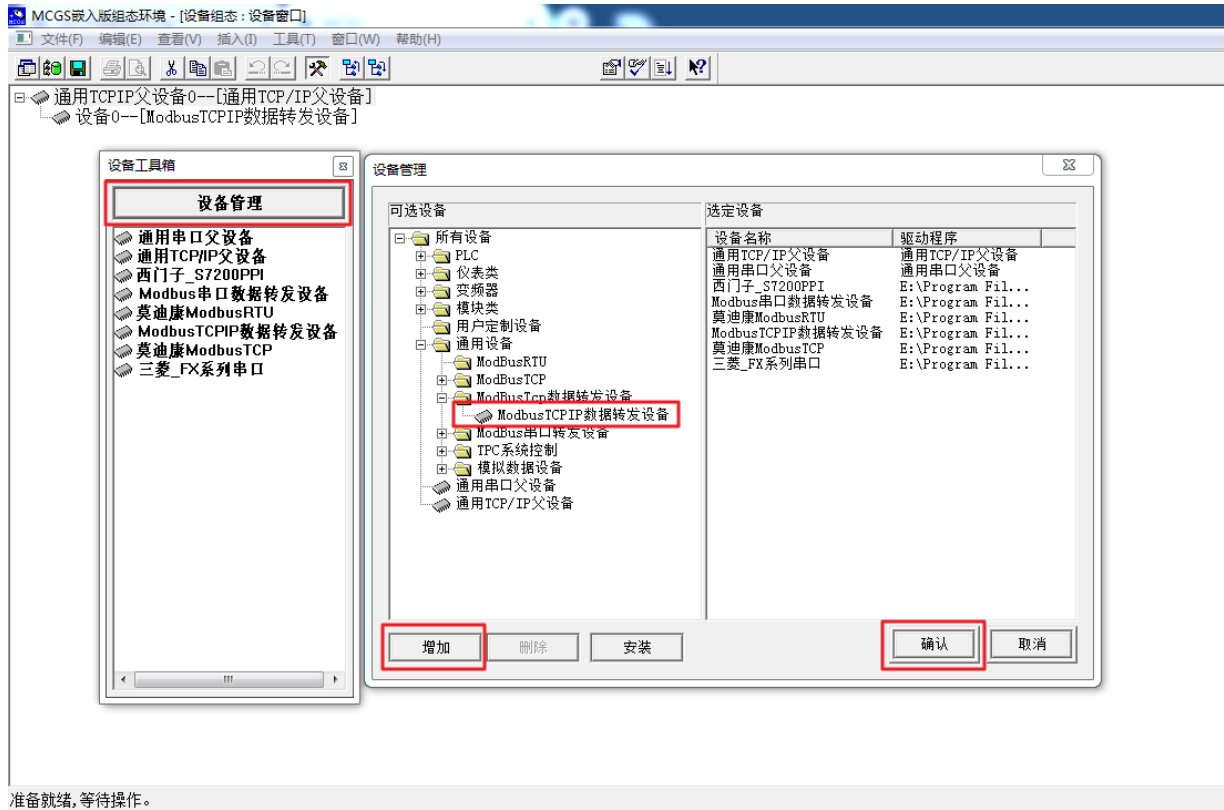 MCGS嵌入版组态环境 - [设备组态 : 设备窗口]
文件(F) 编辑(E) 查看(V) 插入(I) 工具(T) 窗口(W) 帮助(H)
通用TCPIP父设备0--[通用TCP/IP父设备]
设备0--[ModbusTCPIP数据转发设备]
设备工具箱
设备管理
通用串口父设备
通用TCP/IP父设备
西门子_S7200PPI
Modbus串口数据转发设备
莫迪康ModbusRTU
ModbusTCPIP数据转发设备
莫迪康ModbusTCP
三菱_FX系列串口
设备管理
可选设备
所有设备
PLC
仪表类
变频器
模块类
用户定制设备
通用设备
ModBusRTU
ModBusTCP
ModBusTcp数据转发设备
ModbusTCPIP数据转发设备
ModBus串口转发设备
TPC系统控制
模拟数据设备
通用串口父设备
通用TCP/IP父设备
选定设备
设备名称 驱动程序
通用TCP/IP父设备 通用TCP/IP父设备
通用串口父设备 通用串口父设备
西门子_S7200PPI E:\Program Fil...
Modbus串口数据转发设备 E:\Program Fil...
莫迪康ModbusRTU E:\Program Fil...
ModbusTCPIP数据转发设备 E:\Program Fil...
莫迪康ModbusTCP E:\Program Fil...
三菱_FX系列串口 E:\Program Fil...
增加 删除 安装 确认 取消
准备就绪,等待操作。